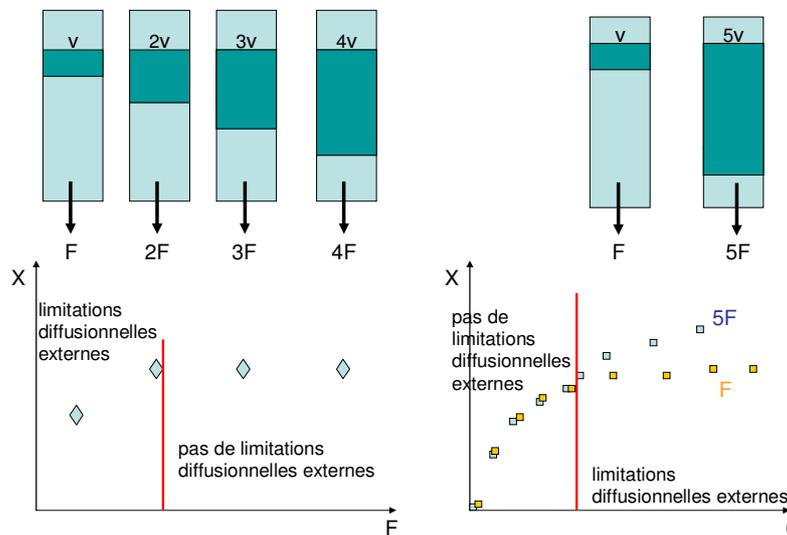 v 2v 3v 4v
F 2F 3F 4F
X
limitations
diffusionnelles
externes
pas de limitations
diffusionnelles externes
F
v 5v
F 5F
X
pas de
limitations
diffusionnelles
externes
5F
F
limitations
diffusionnelles externes